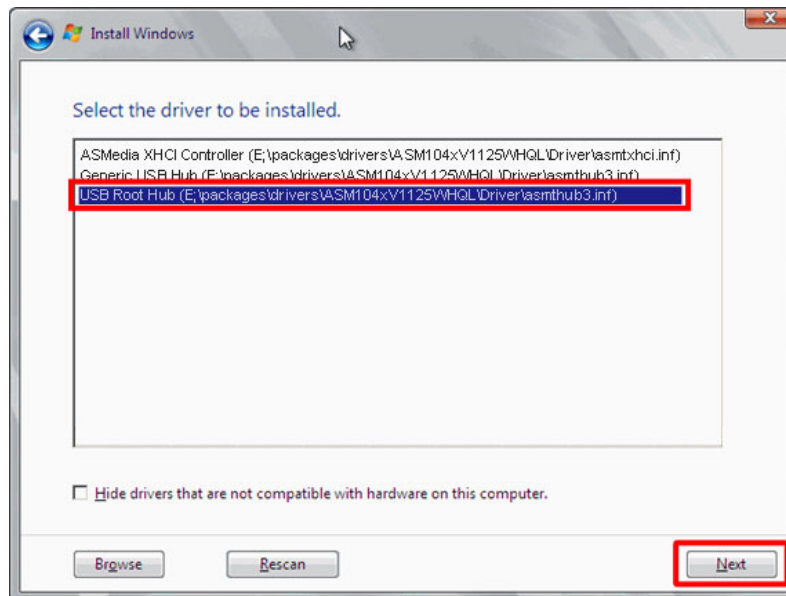 Install Windows
Select the driver to be installed.
ASMedia XHCI Controller (E;\packages\drivers\ASM104xV1125WHQL\Driver\asmtxhci.inf)
Generic USB Hub (E;\packages\drivers\ASM104xV1125WHQL\Driver\asmthub3.inf)
USB Root Hub (E;\packages\drivers\ASM104xV1125WHQL\Driver\asmthub3.inf)
Hide drivers that are not compatible with hardware on this computer.
Browse Rescan Next